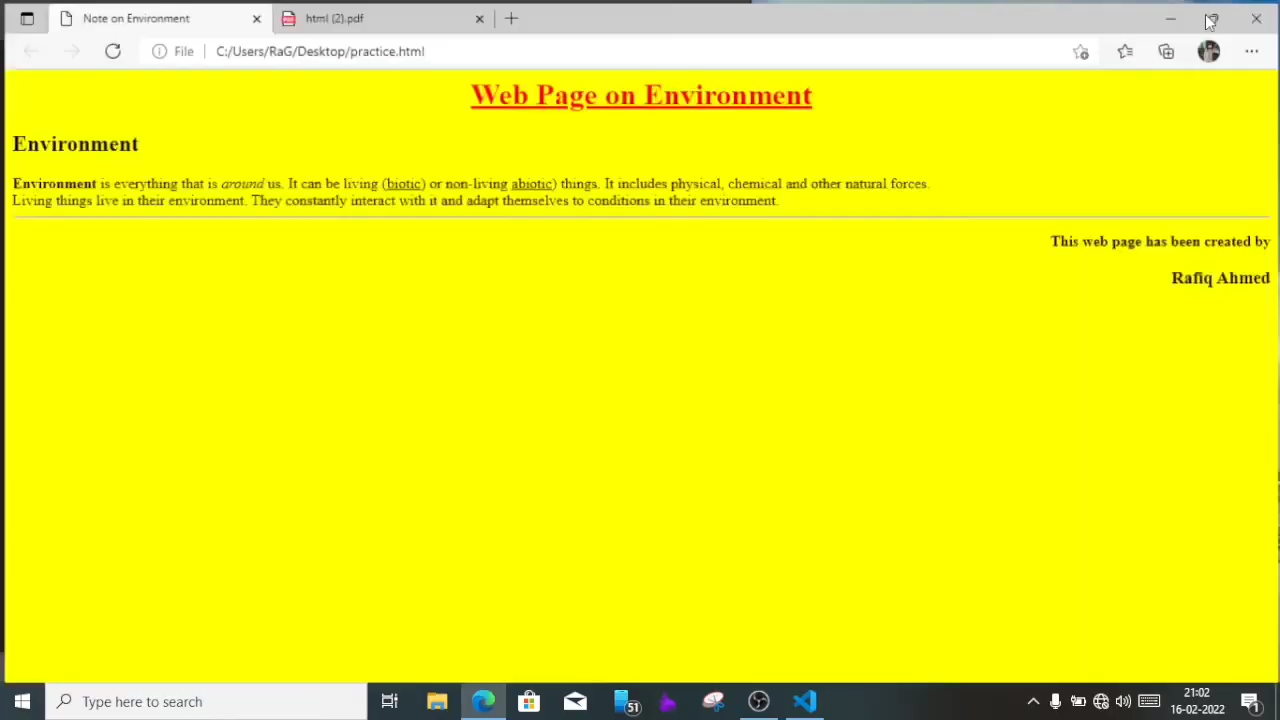 Note on Environment
html (2).pdf
File
C:/Users/RaG/Desktop/practice.html
Web Page on Environment
Environment
Environment is everything that is around us. It can be living (biotic) or non-living abiotic) things. It includes physical, chemical and other natural forces.
Living things live in their environment. They constantly interact with it and adapt themselves to conditions in their environment.
This web page has been created by
Rafiq Ahmed
Type here to search
51
21:02
16-02-2022
1